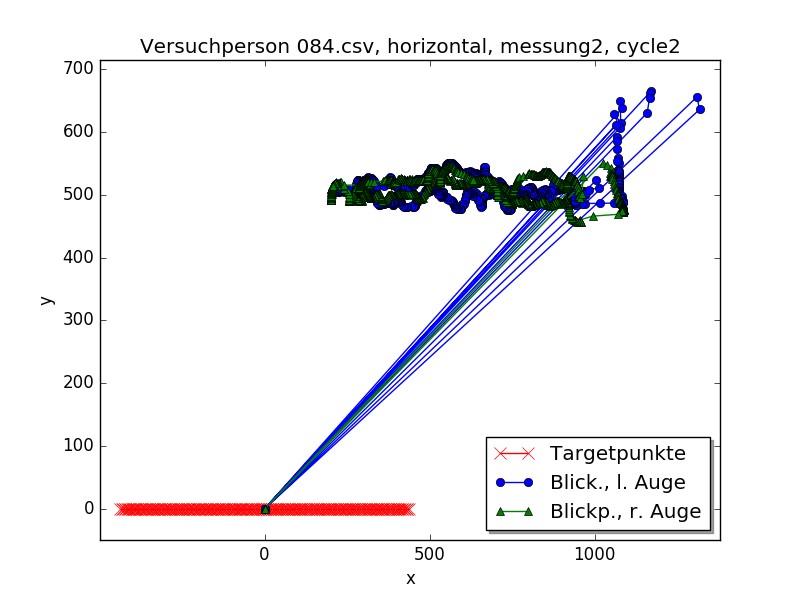 Versuchperson 084.csv, horizontal, messung2, cycle2
700
600
500
400
300
200
100
0
y
0
500
1000
x
Targetpunkte
Blick., l. Auge
Blickp., r. Auge